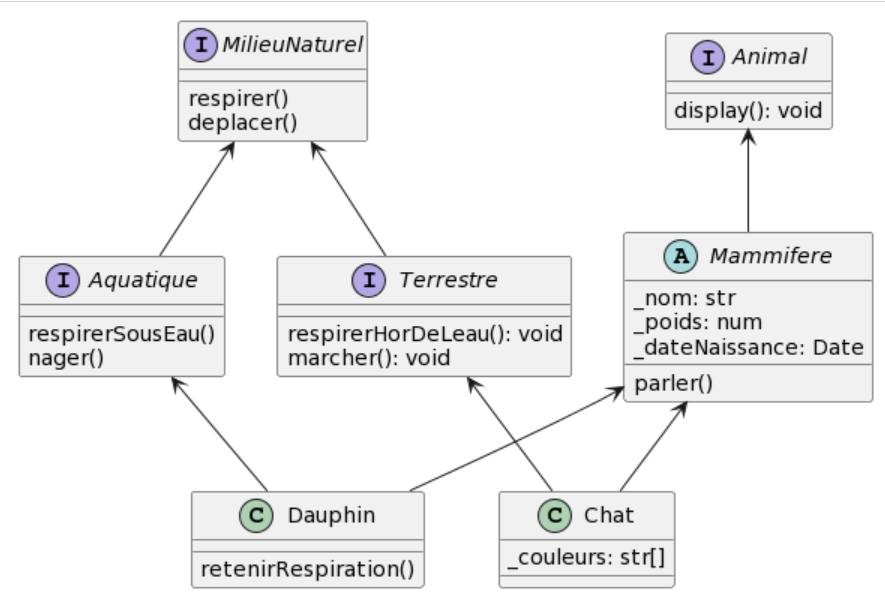 I MilieuNaturel
respirer()
deplacer()
I Animal
display(): void
I Aquatique
respirerSousEau()
nager()
I Terrestre
respirerHorDeLeau(): void
marcher(): void
A Mammifere
_nom: str
_poids: num
_dateNaissance: Date
parler()
C Dauphin
retenirRespiration()
C Chat
_couleurs: str[]